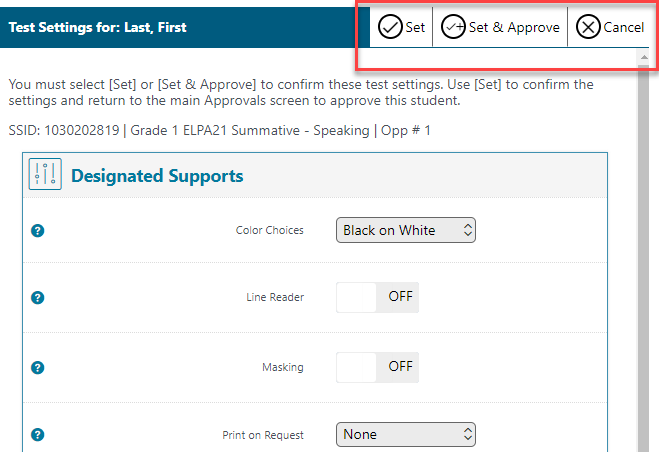 Test Settings for: Last, First
Set
Set & Approve
Cancel
You must select [Set] or [Set & Approve] to confirm these test settings. Use [Set] to confirm the
settings and return to the main Approvals screen to approve this student.
SSID: 1030202819 | Grade 1 ELPA21 Summative - Speaking | Opp # 1
Designated Supports
? Color Choices Black on White
? Line Reader OFF
? Masking OFF
? Print on Request None